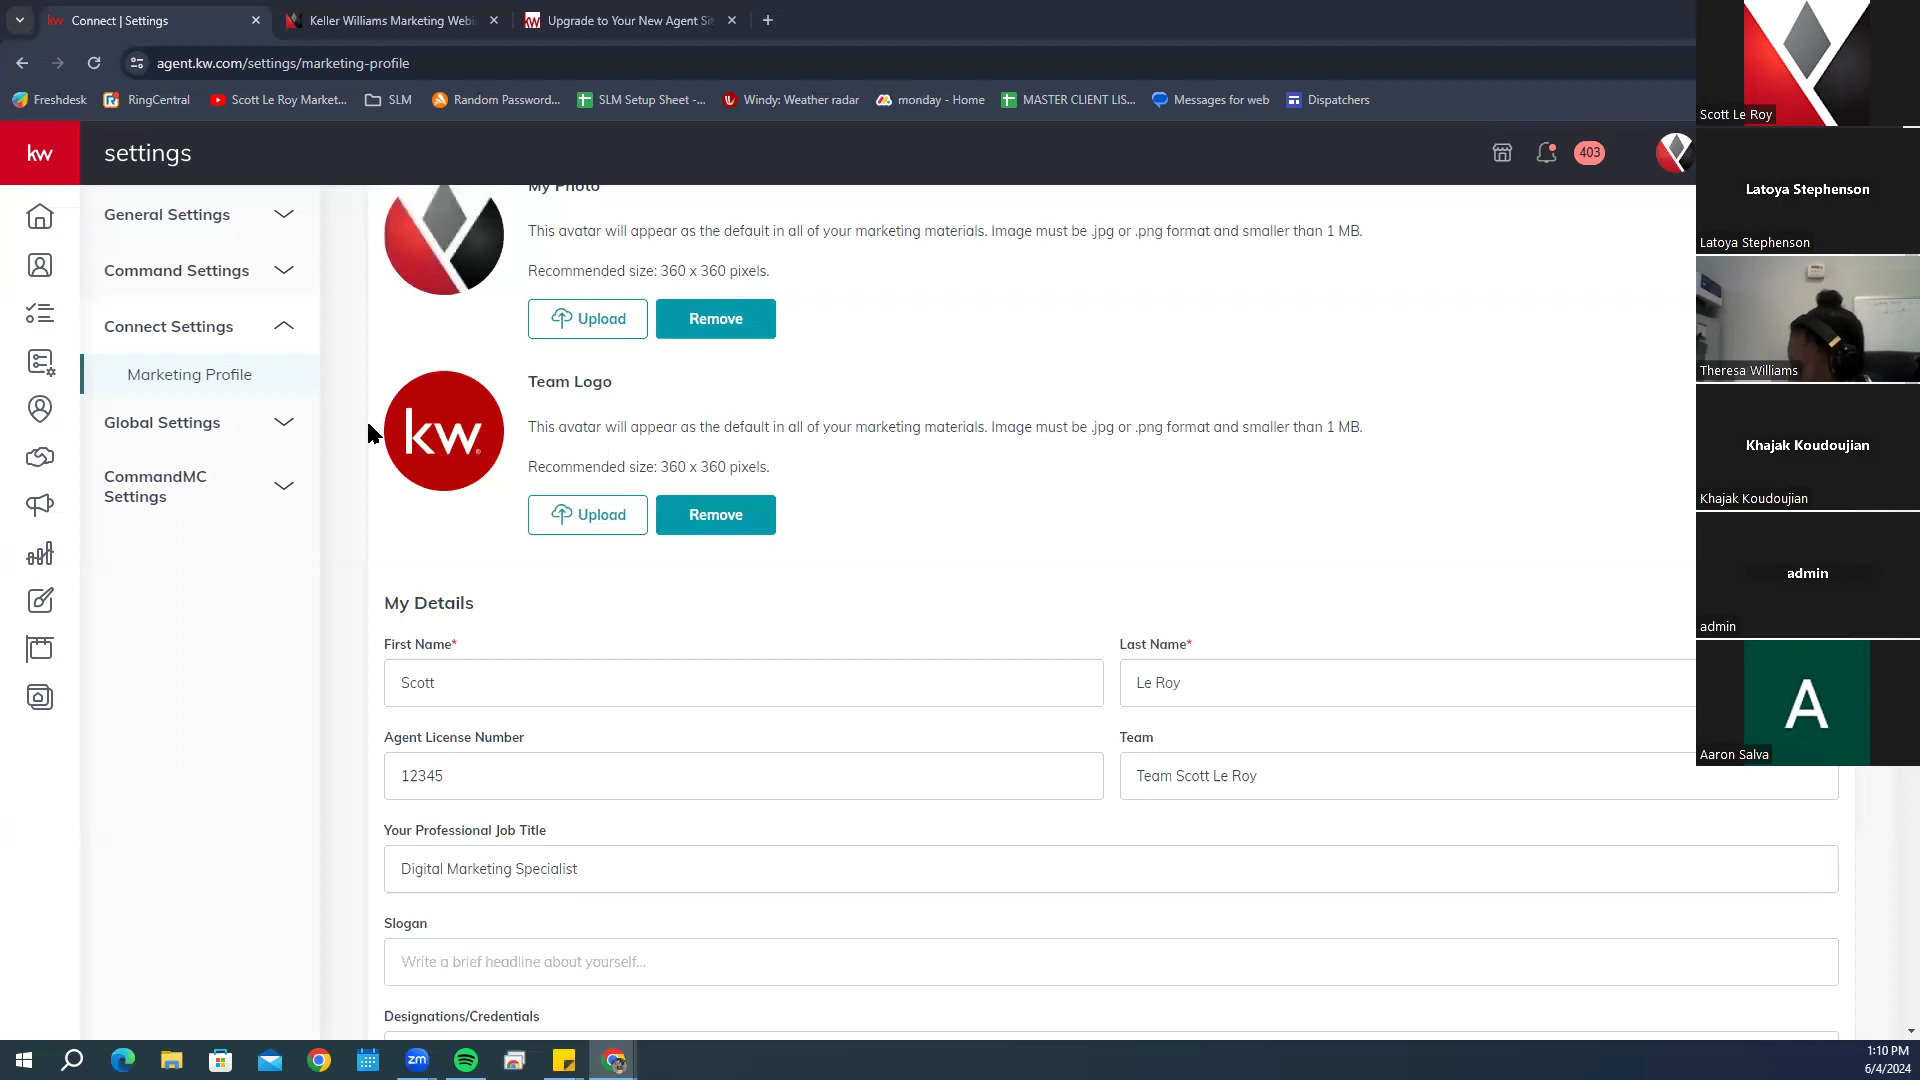 Connect | Settings
Keller Williams Marketing Webi
Upgrade to Your New Agent Si
agent.kw.com/settings/marketing-profile
Freshdesk
RingCentral
Scott Le Roy Market...
SLM
Random Password...
SLM Setup Sheet -...
Windy: Weather radar
monday - Home
MASTER CLIENT LIS...
Messages for web
Dispatchers
kw
settings
403
General Settings
Command Settings
Connect Settings
Marketing Profile
Global Settings
CommandMC
Settings
My Photo
This avatar will appear as the default in all of your marketing materials. Image must be .jpg or .png format and smaller than 1 MB.
Recommended size: 360 x 360 pixels.
Upload
Remove
kw
Team Logo
This avatar will appear as the default in all of your marketing materials. Image must be .jpg or .png format and smaller than 1 MB.
Recommended size: 360 x 360 pixels.
Upload
Remove
My Details
First Name*
Last Name*
Scott
Le Roy
Agent License Number
Team
12345
Team Scott Le Roy
Your Professional Job Title
Digital Marketing Specialist
Slogan
Write a brief headline about yourself...
Designations/Credentials
Scott Le Roy
Latoya Stephenson
Latoya Stephenson
Theresa Williams
Khajak Koudoujian
Khajak Koudoujian
admin
admin
A
Aaron Salva
zm
1:10 PM
6/4/2024